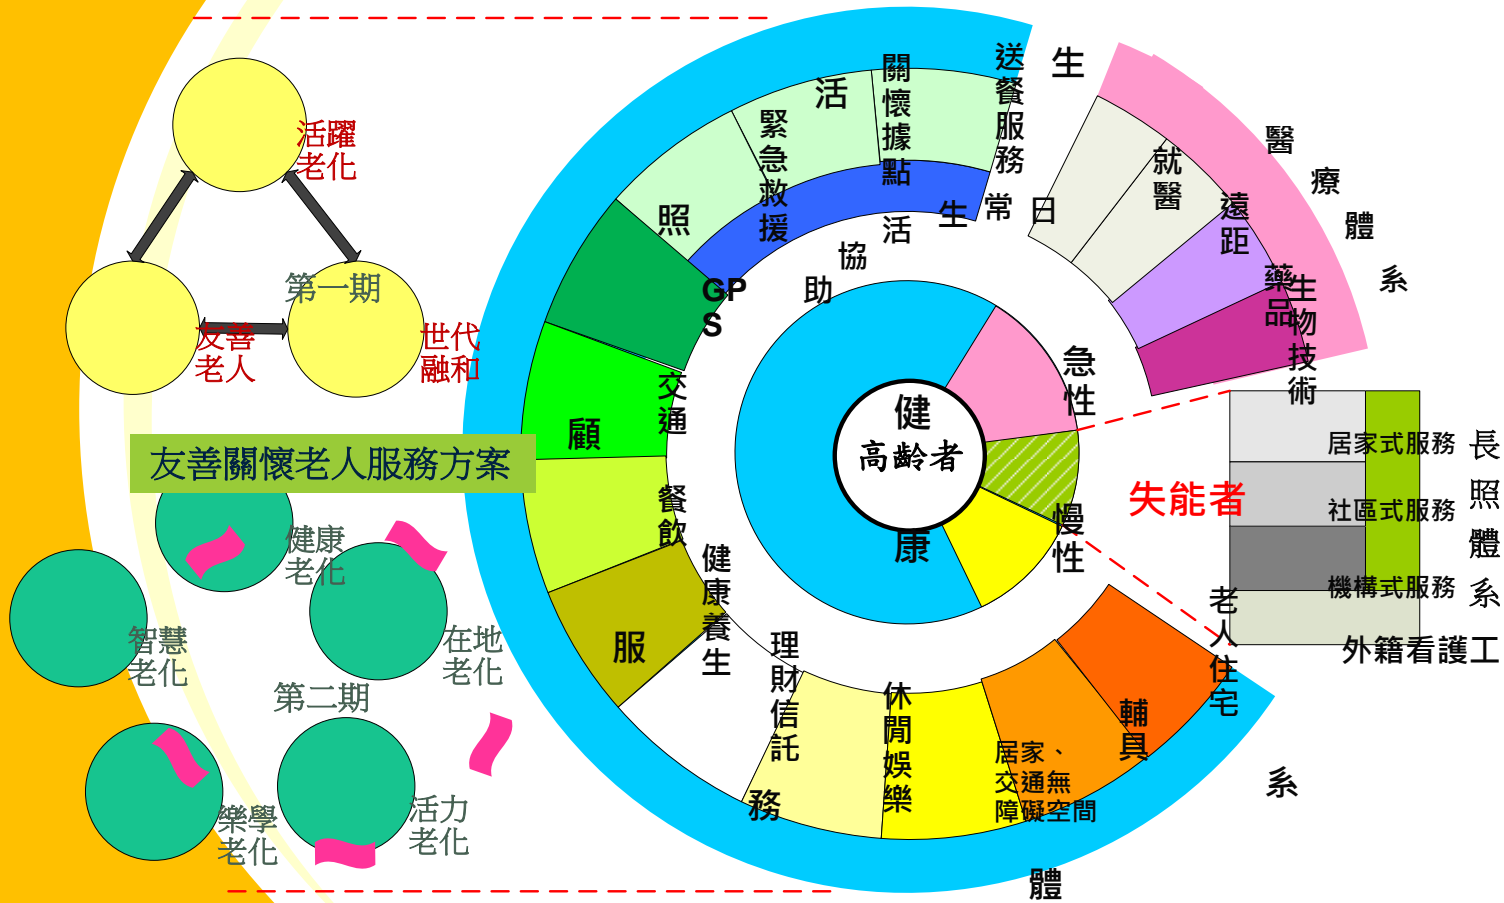 活躍
老化
第一期
友善
老人
世代
融和
友善關懷老人服務方案
健康
老化
智慧
老化
在地
老化
第二期
樂學
老化
活力
老化
生
活
照
顧
服
務
體
系
送餐服務
關懷據點
緊急救援
GP
S
交通
餐飲
健康養生
理財信託
休閒娛樂
居家、
交通無
障礙空間
輔具
老人住宅
日
常
生
活
協
助
健
高齡者
康
急性
慢性
失能者
就醫
遠距
藥品
生物技術
醫
療
體
系
居家式服務
社區式服務
機構式服務
外籍看護工
長
照
體
系